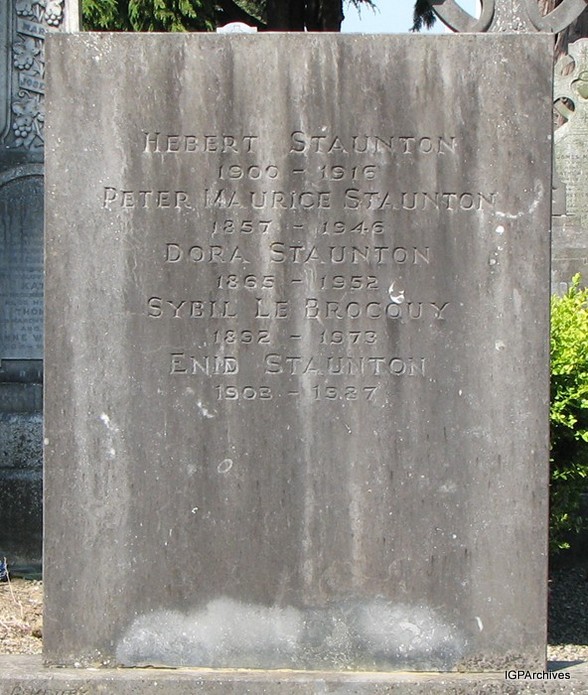 HEBERT STAUNTON
1900 - 1916
PETER MAURICE STAUNTON
1857 - 1946
DORA STAUNTON
1865 - 1952
SYBIL LE BROCQUY
1892 - 1973
ENID STAUNTON
1903 - 1927
IGPArchives